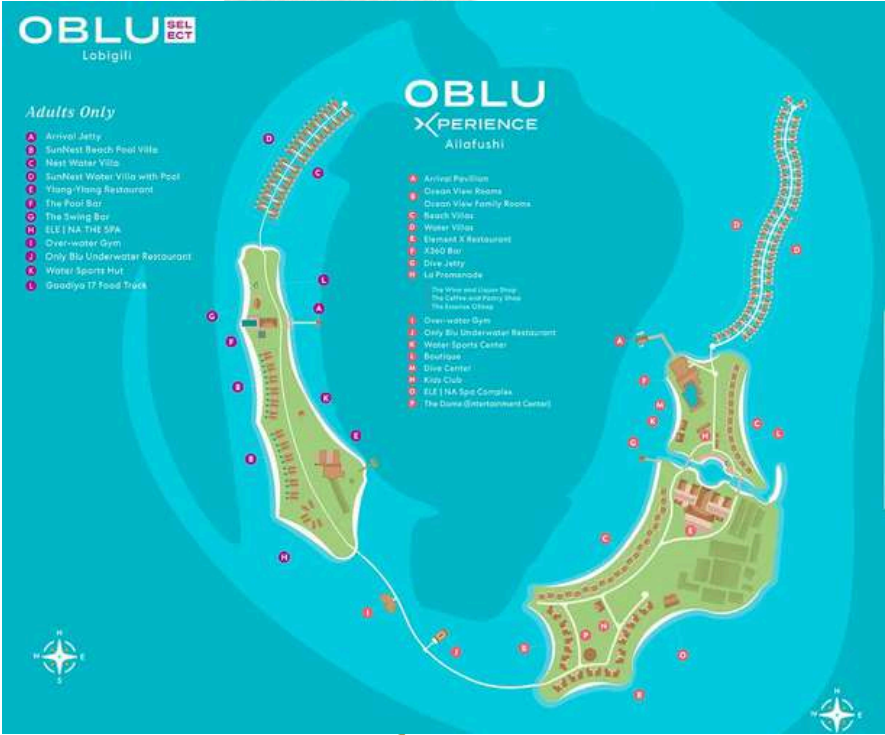 OBLU SEL
ECT
Lobigili
Adults Only
A Arrival Jetty
B SunNest Beach Pool Villa
C Nest Water Villa
D SunNest Water Villa with Pool
E Ylang-Ylang Restaurant
F The Pool Bar
G The Swing Bar
H ELE | NA THE SPA
I Over-water Gym
J Only Blu Underwater Restaurant
K Water Sports Hut
L Gaadiya 17 Food Truck
OBLU
XPERIENCE
Ailafushi
A Arrival Pavilion
B Ocean View Rooms
Ocean View Family Rooms
C Beach Villas
D Water Villas
E Element X Restaurant
F X360 Bar
G Dive Jetty
H La Promenade
The Wine and Liquor Shop
The Coffee and Pastry Shop
The Essense
I Over-water Gym
J Only Blu Underwater Restaurant
K Water Sports Center
L Boutique
M Dive Center
N Kids Club
O ELE | NA Spa Complex
P The Dome (Entertainment Center)
D
C
L
A
G
F
B
K
E
B
H
I
J
D
D
A
F
M
K
G
H
C
L
C
E
P
H
B
O
B
N
E
S
N
E